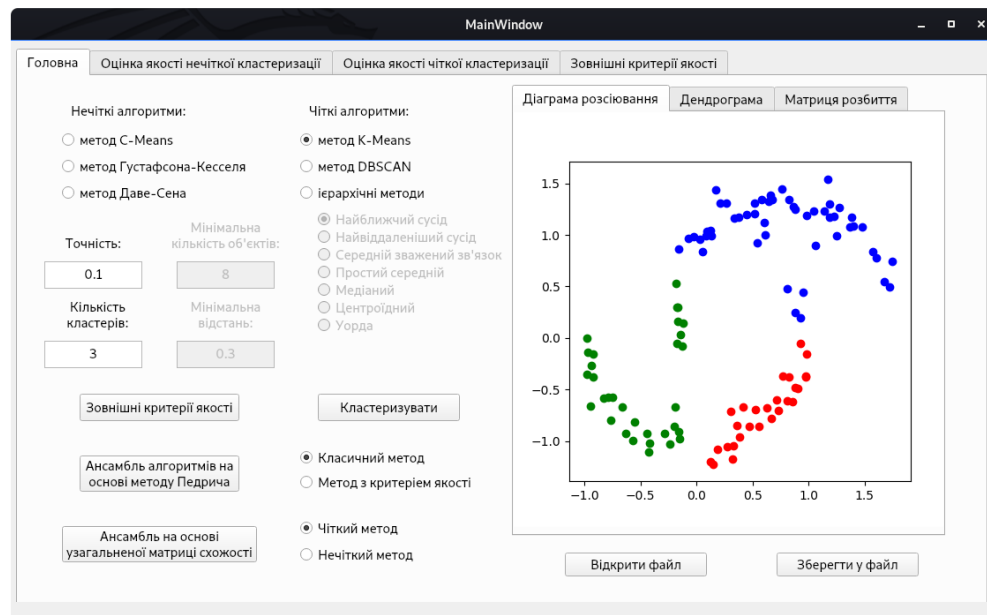 MainWindow
Головна
Оцінка якості нечіткої кластеризації
Оцінка якості чіткої кластеризації
Зовнішні критерії якості
Нечіткі алгоритми:
метод C-Means
метод Густафсона-Кесселя
метод Даве-Сена
Точність:
0.1
Мінімальна
кількість об'єктів:
8
Кількість
кластерів:
3
Мінімальна
відстань:
0.3
Чіткі алгоритми:
метод K-Means
метод DBSCAN
ієрархічні методи
Найближчий сусід
Найвіддаленіший сусід
Середній зважений зв'язок
Простий середній
Медіаний
Центроїдний
Уорда
Зовнішні критерії якості
Кластеризувати
Ансамбль алгоритмів на
основі методу Педрича
Класичний метод
Метод з критеріем якості
Ансамбль на основі
узагальненої матриці схожості
Чіткий метод
Нечіткий метод
Діаграма розсіювання
Дендрограма
Матриця розбиття
1.5
1.0
0.5
0.0
−0.5
−1.0
−1.0
−0.5
0.0
0.5
1.0
1.5
Відкрити файл
Зберегти у файл